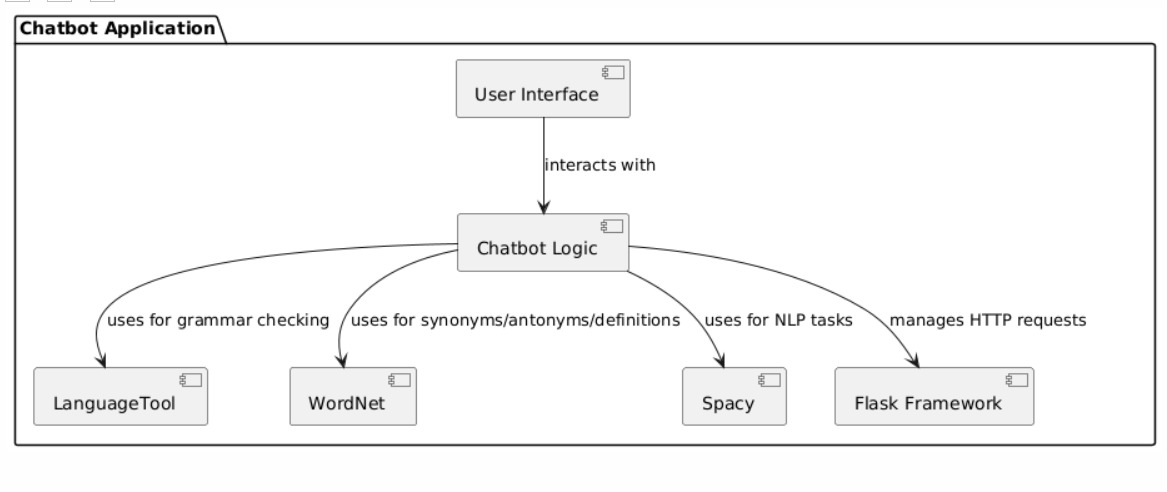 Chatbot Application
User Interface
interacts with
Chatbot Logic
uses for grammar checking
uses for synonyms/antonyms/definitions
uses for NLP tasks
manages HTTP requests
LanguageTool
WordNet
Spacy
Flask Framework